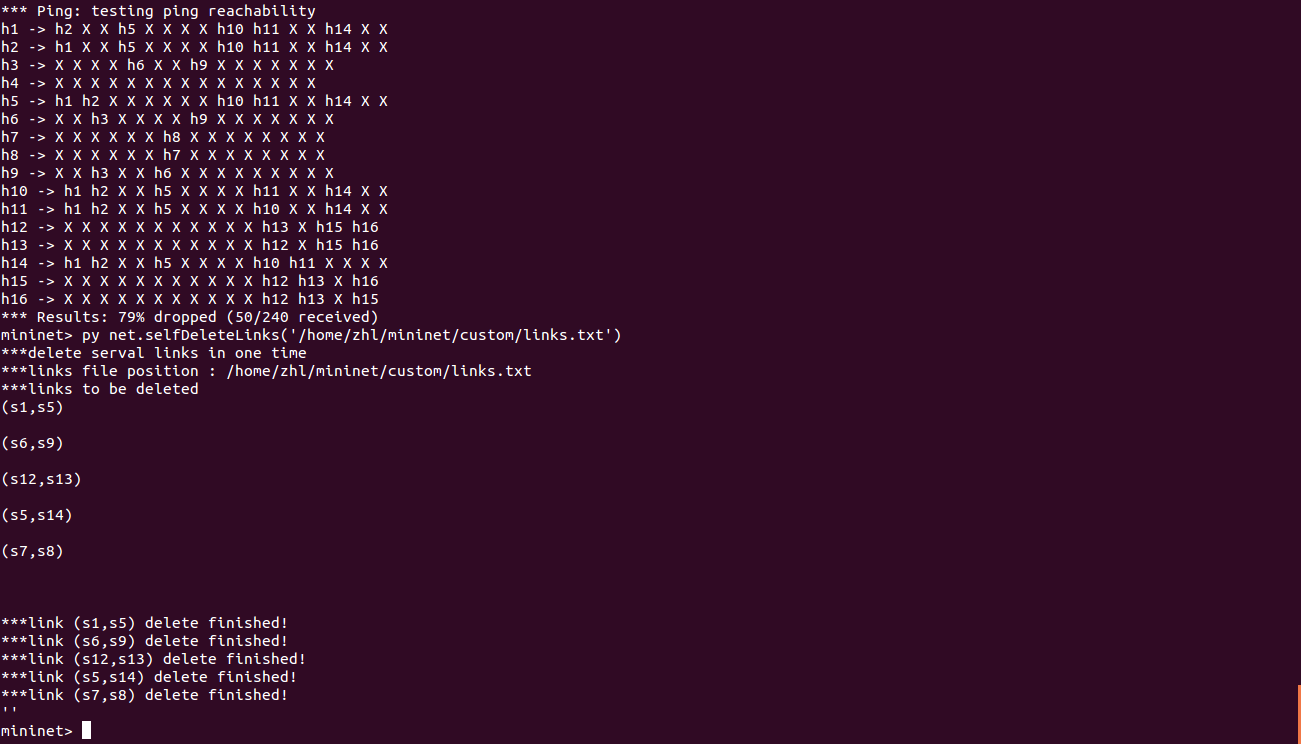 *** Ping: testing ping reachability
h1 -> h2 X X h5 X X X X h10 h11 X X h14 X X
h2 -> h1 X X h5 X X X X h10 h11 X X h14 X X
h3 -> X X X X h6 X X h9 X X X X X X X
h4 -> X X X X X X X X X X X X X X X
h5 -> h1 h2 X X X X X X h10 h11 X X h14 X X
h6 -> X X h3 X X X X h9 X X X X X X X
h7 -> X X X X X X h8 X X X X X X X X
h8 -> X X X X X X h7 X X X X X X X X
h9 -> X X h3 X X h6 X X X X X X X X X
h10 -> h1 h2 X X h5 X X X X h11 X X h14 X X
h11 -> h1 h2 X X h5 X X X X h10 X X h14 X X
h12 -> X X X X X X X X X X X h13 X h15 h16
h13 -> X X X X X X X X X X X h12 X h15 h16
h14 -> h1 h2 X X h5 X X X X h10 h11 X X X X
h15 -> X X X X X X X X X X X h12 h13 X h16
h16 -> X X X X X X X X X X X h12 h13 X h15
*** Results: 79% dropped (50/240 received)
mininet> py net.selfDeleteLinks('/home/zhl/mininet/custom/links.txt')
***delete serval links in one time
***links file position : /home/zhl/mininet/custom/links.txt
***links to be deleted
(s1,s5)
(s6,s9)
(s12,s13)
(s5,s14)
(s7,s8)
***link (s1,s5) delete finished!
***link (s6,s9) delete finished!
***link (s12,s13) delete finished!
***link (s5,s14) delete finished!
***link (s7,s8) delete finished!
''
mininet>